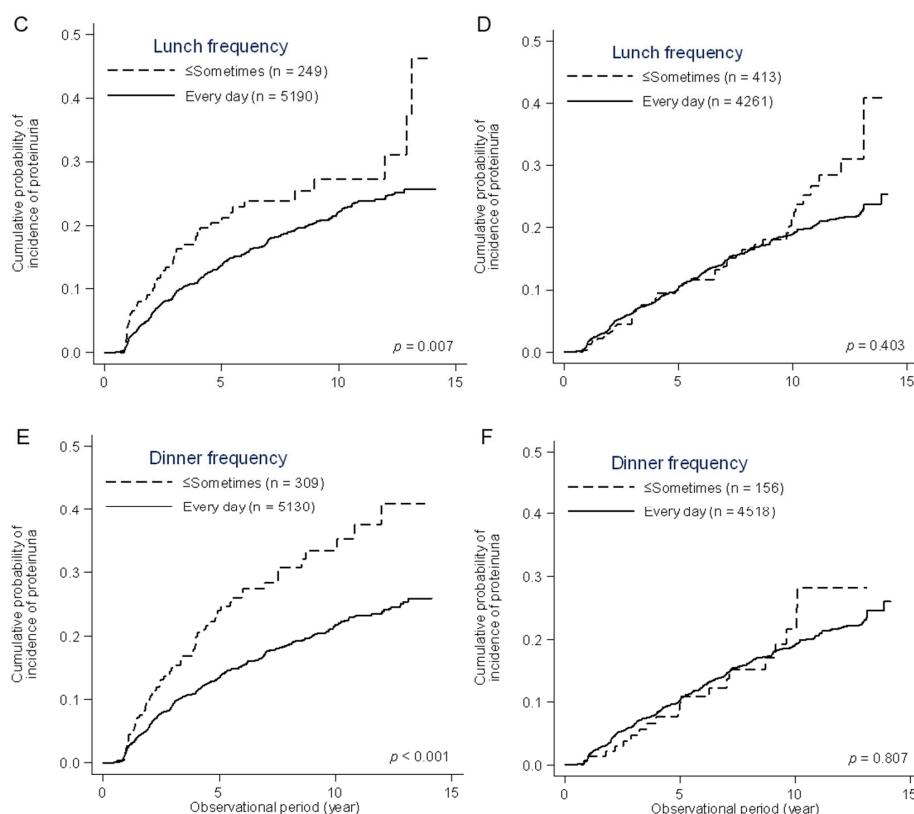 C
Lunch frequency
≤Sometimes (n = 249)
Every day (n = 5190)
Cumulative probability of
incidence of proteinuria
0.5
0.4
0.3
0.2
0.1
0.0
p = 0.007
0 5 10 15
D
Lunch frequency
≤Sometimes (n = 413)
Every day (n = 4261)
Cumulative probability of
incidence of proteinuria
0.5
0.4
0.3
0.2
0.1
0.0
p = 0.403
0 5 10 15
E
Dinner frequency
≤Sometimes (n = 309)
Every day (n = 5130)
Cumulative probability of
incidence of proteinuria
0.5
0.4
0.3
0.2
0.1
0.0
p < 0.001
0 5 10 15
Observational period (year)
F
Dinner frequency
≤Sometimes (n = 156)
Every day (n = 4518)
Cumulative probability of
incidence of proteinuria
0.5
0.4
0.3
0.2
0.1
0.0
p = 0.807
0 5 10 15
Observational period (year)